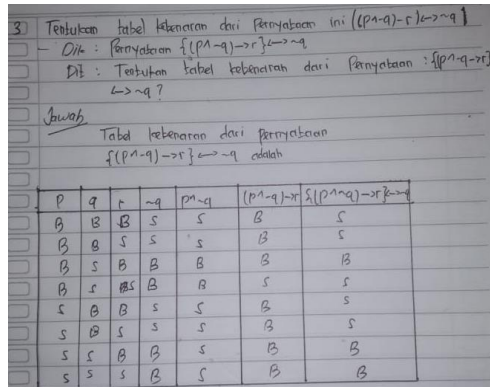 3 Tentukan tabel kebenaran dari Pernyataan ini ((p^~q)→r)↔~q)
- Dik : Pernyataan {(p^~q)→r}↔~q
Dit : Tentukan tabel kebenaran dari Pernyataan : {(p^~q→r}
↔~q ?
Jawab
Tabel kebenaran dari pernyataan
{(p^~q)→r}↔~q adalah
P q r ~q p^~q (p^~q)→r {(p^~q)→r}↔~q
B B B S S B S
B B S S S B S
B S B B B B B
B S S B B S S
S B B S S B S
S B S S S B S
S S B B S B B
S S S B S B B